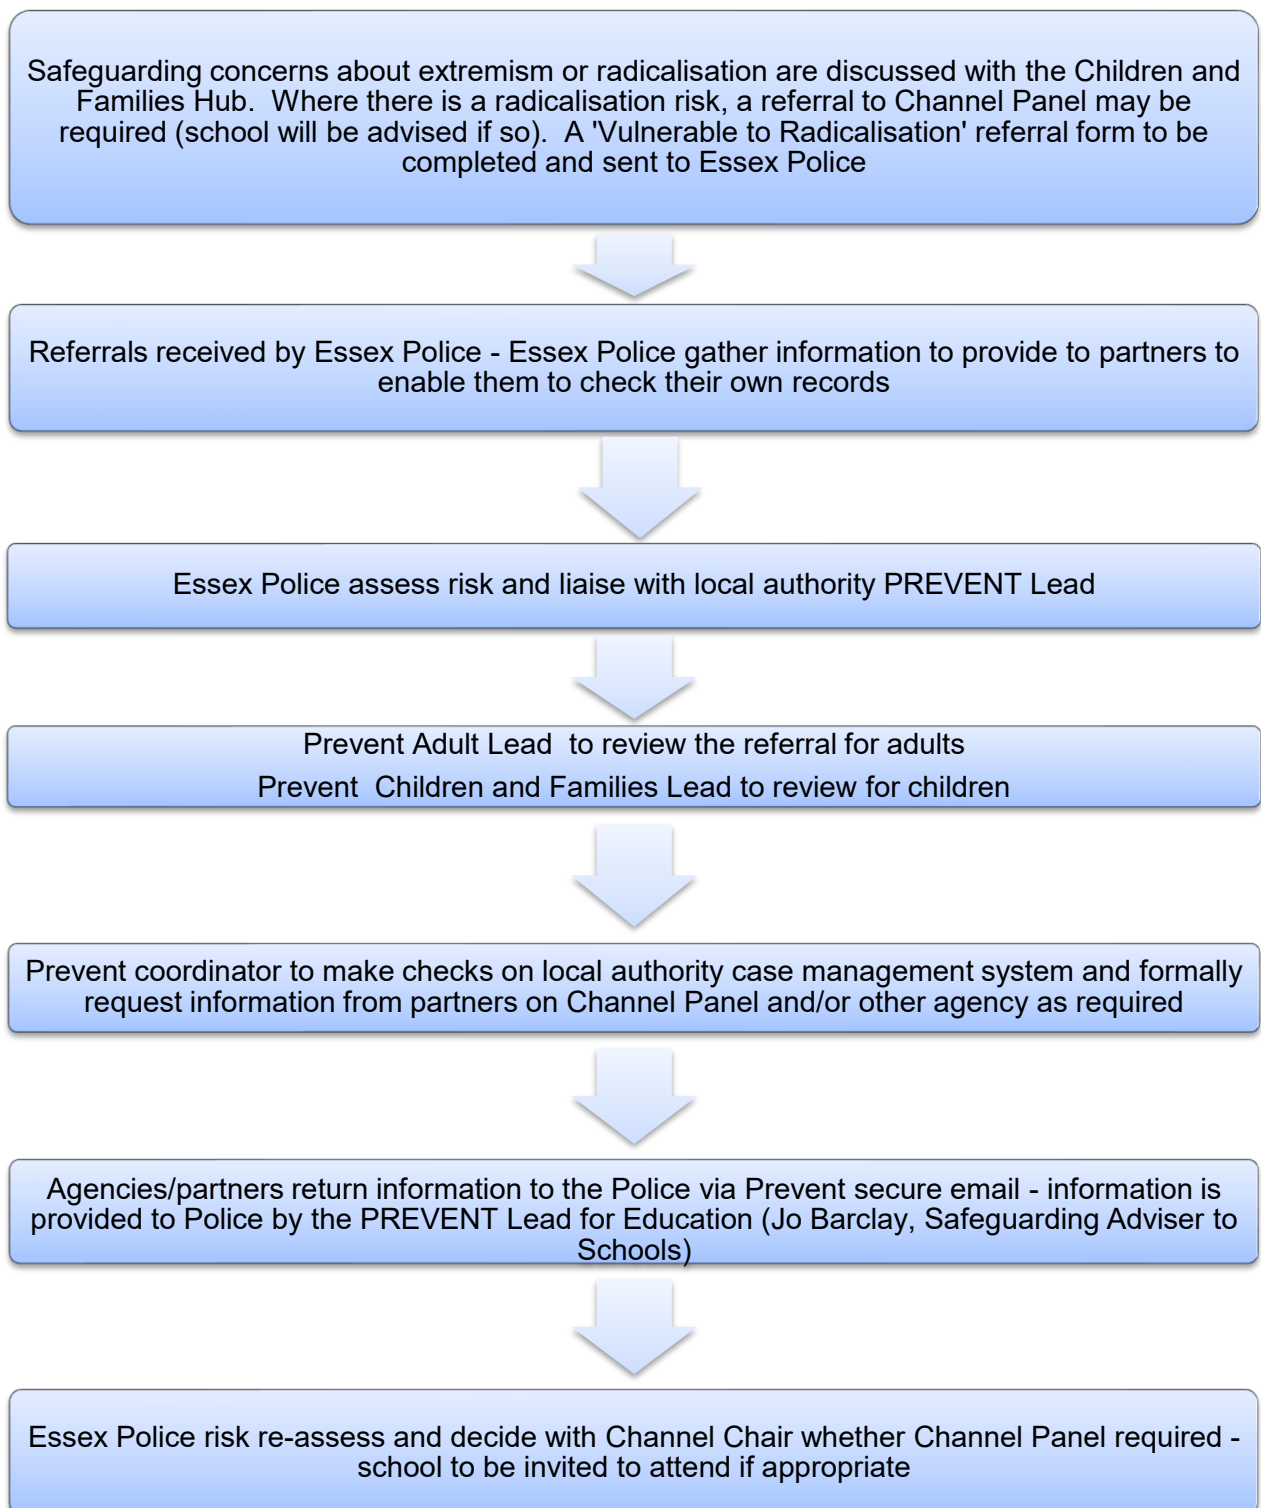 Safeguarding concerns about extremism or radicalisation are discussed with the Children and
Families Hub.  Where there is a radicalisation risk, a referral to Channel Panel may be
required (school will be advised if so).  A 'Vulnerable to Radicalisation' referral form to be
completed and sent to Essex Police
Referrals received by Essex Police - Essex Police gather information to provide to partners to
enable them to check their own records
Essex Police assess risk and liaise with local authority PREVENT Lead
Prevent Adult Lead  to review the referral for adults
Prevent  Children and Families Lead to review for children
Prevent coordinator to make checks on local authority case management system and formally
request information from partners on Channel Panel and/or other agency as required
Agencies/partners return information to the Police via Prevent secure email - information is
provided to Police by the PREVENT Lead for Education (Jo Barclay, Safeguarding Adviser to
Schools)
Essex Police risk re-assess and decide with Channel Chair whether Channel Panel required -
school to be invited to attend if appropriate